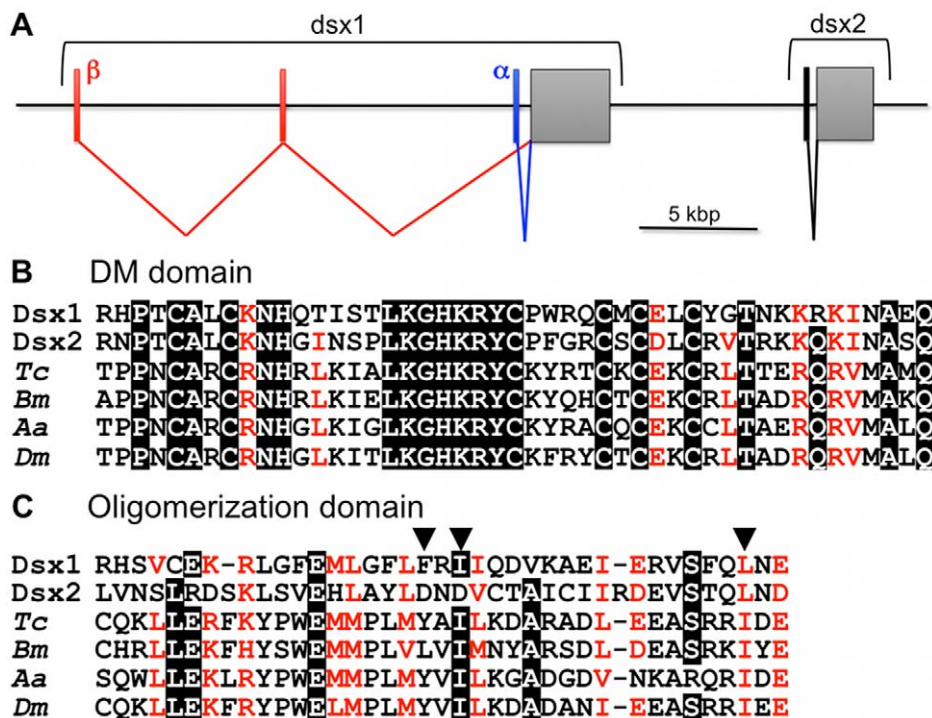 A
dsx1
dsx2
β
α
5 kbp
B DM domain
Dsx1 RHPTCALCKNHQTISTLKGHKRYCPWRQCMCELCYGTNKKRKINAEQ
Dsx2 RNPTCALCKNHGINSPLKGHKRYCPFGRCSCDLCRVTRKKQKINASQ
Tc TPPNCARCRNHRLKIALKGHKRYCKYRTCKCEKCRLTTERQRVMAMQ
Bm APPNCARCRNHRLKIELKGHKRYCKYQHCTCEKCRLTADRQRVMAKQ
Aa TPPNCARCRNHGLKIGLKGHKRYCKYRACQCEKCCLTAERQRVMALQ
Dm TPPNCARCRNHGLKITLKGHKRYCKFRYCTCEKCRLTADRQRVMALQ
C Oligomerization domain
Dsx1 RHSVCEK-RLGFEMLGFLFRIIQDVKAEI-ERVSFQLNE
Dsx2 LVNSLRDSKLSVEHLAYLDNDVCTAICIIRDEVSTQLND
Tc CQKLLERFKYPWEMMPLMYAILKDARADL-EEASRRIDE
Bm CHRLLEKFHYSWEMMPLVLVIMNYARSDL-DEASRKIYE
Aa SQWLLEKLRYPWEMMPLMYVILKGADGDV-NKARQRIDE
Dm CQKLLEKFRYPWELMPLMYVILKDADANI-EEASRRIEE